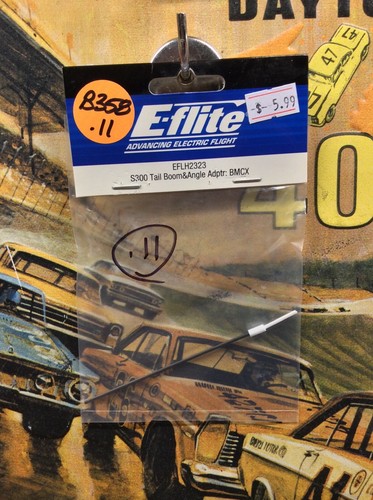 DAYTO
47
47
B35B
.11
-$- 5.99
E-flite
ADVANCING ELECTRIC FLIGHT
EFLH2323
S300 Tail Boom&Angle Adptr: BMCX
40
.11